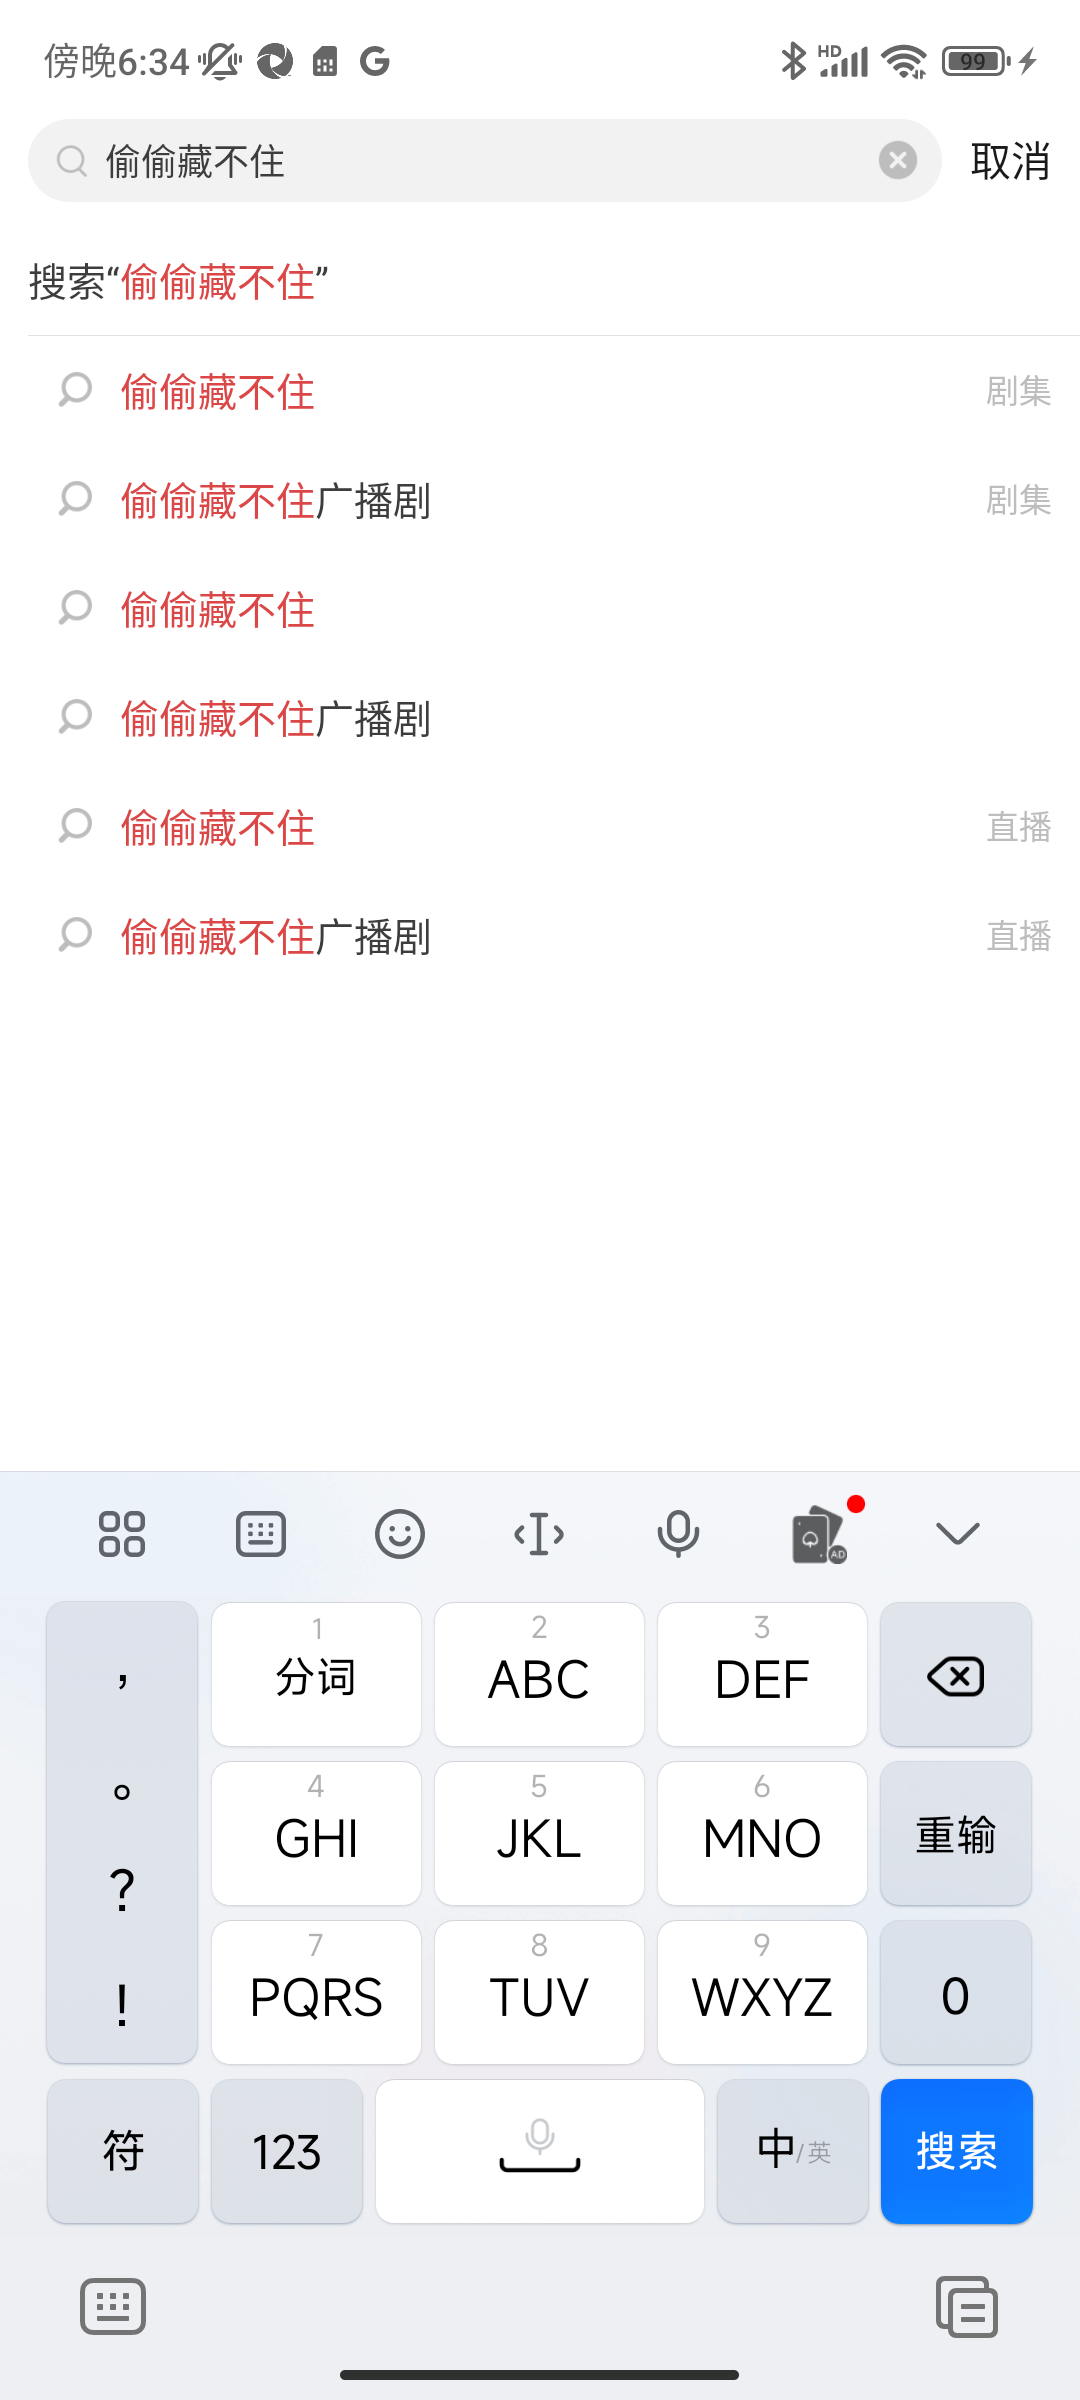 傍晚6:34 HD 99
偷偷藏不住 取消
搜索“偷偷藏不住”
偷偷藏不住 剧集
偷偷藏不住广播剧 剧集
偷偷藏不住
偷偷藏不住广播剧
偷偷藏不住 直播
偷偷藏不住广播剧 直播
AD
， 1 2 3
分词 ABC DEF
。 4 5 6
GHI JKL MNO 重输
？ 7 8 9
PQRS TUV WXYZ 0
！
符 123 中/英 搜索